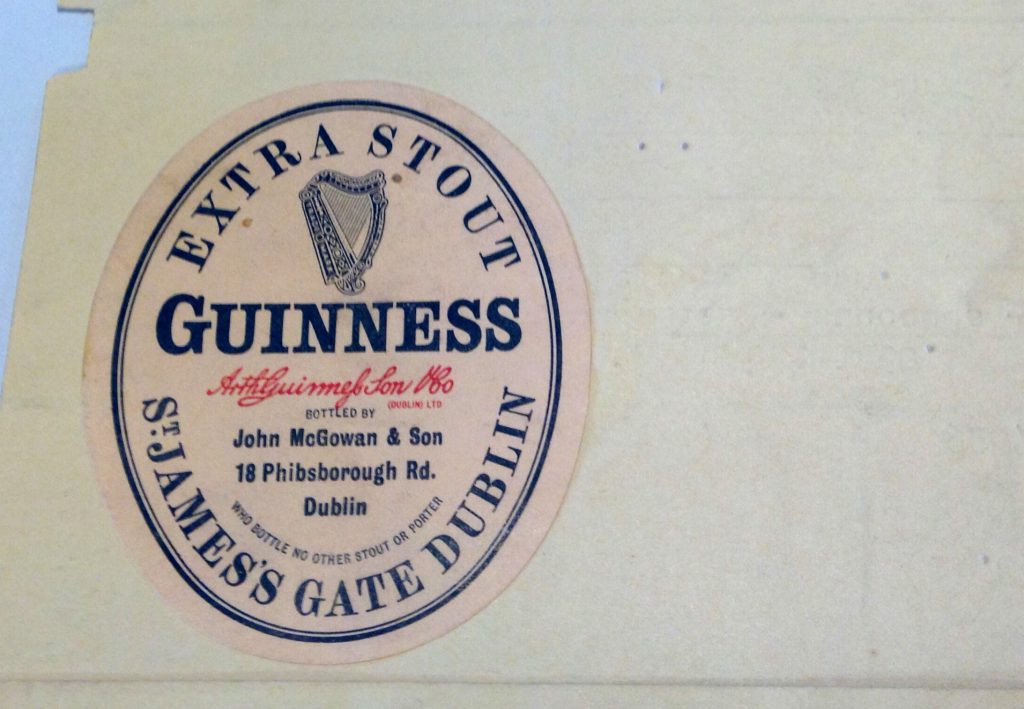 EXTRA STOUT
GUINNESS
Arth Guinness Son & Co
(DUBLIN) LTD
BOTTLED BY
John McGowan & Son
18 Phibsborough Rd.
Dublin
WHO BOTTLE NO OTHER STOUT OR PORTER
ST. JAMES'S GATE DUBLIN